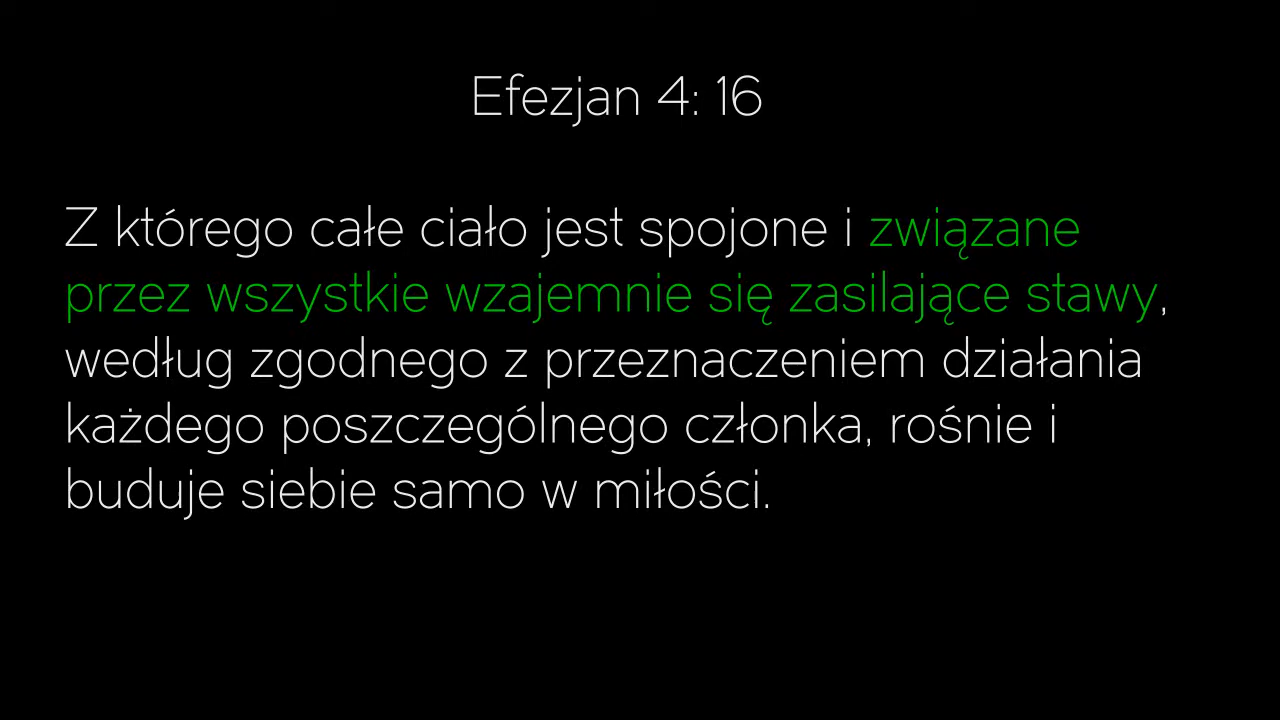 Efezjan 4: 16
Z którego całe ciało jest spojone i związane
przez wszystkie wzajemnie się zasilające stawy,
według zgodnego z przeznaczeniem działania
każdego poszczególnego członka, rośnie i
buduje siebie samo w miłości.